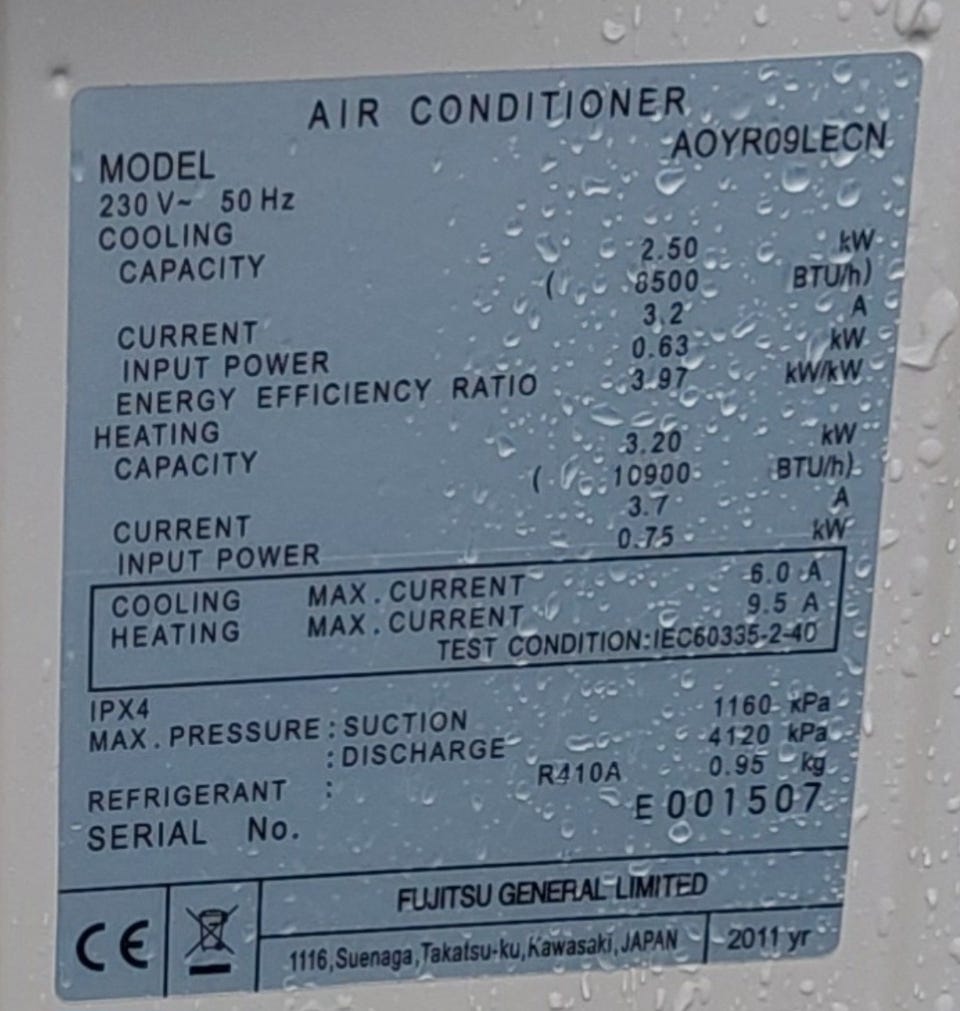 AIR CONDITIONER
MODEL AOYR09LECN
230 V~ 50 Hz
COOLING
CAPACITY 2.50 kW
( 8500 BTU/h)
CURRENT 3.2 A
INPUT POWER 0.63 kW
ENERGY EFFICIENCY RATIO 3.97 kW/kW
HEATING
CAPACITY 3.20 kW
( 10900 BTU/h)
CURRENT 3.7 A
INPUT POWER 0.75 kW
COOLING MAX. CURRENT 6.0 A
HEATING MAX. CURRENT 9.5 A
TEST CONDITION:IEC60335-2-40
IPX4
MAX. PRESSURE : SUCTION 1160 kPa
: DISCHARGE 4120 kPa
REFRIGERANT : R410A 0.95 kg
SERIAL No. E001507
CE
FUJITSU GENERAL LIMITED
1116,Suenaga,Takatsu-ku,Kawasaki,JAPAN 2011 yr